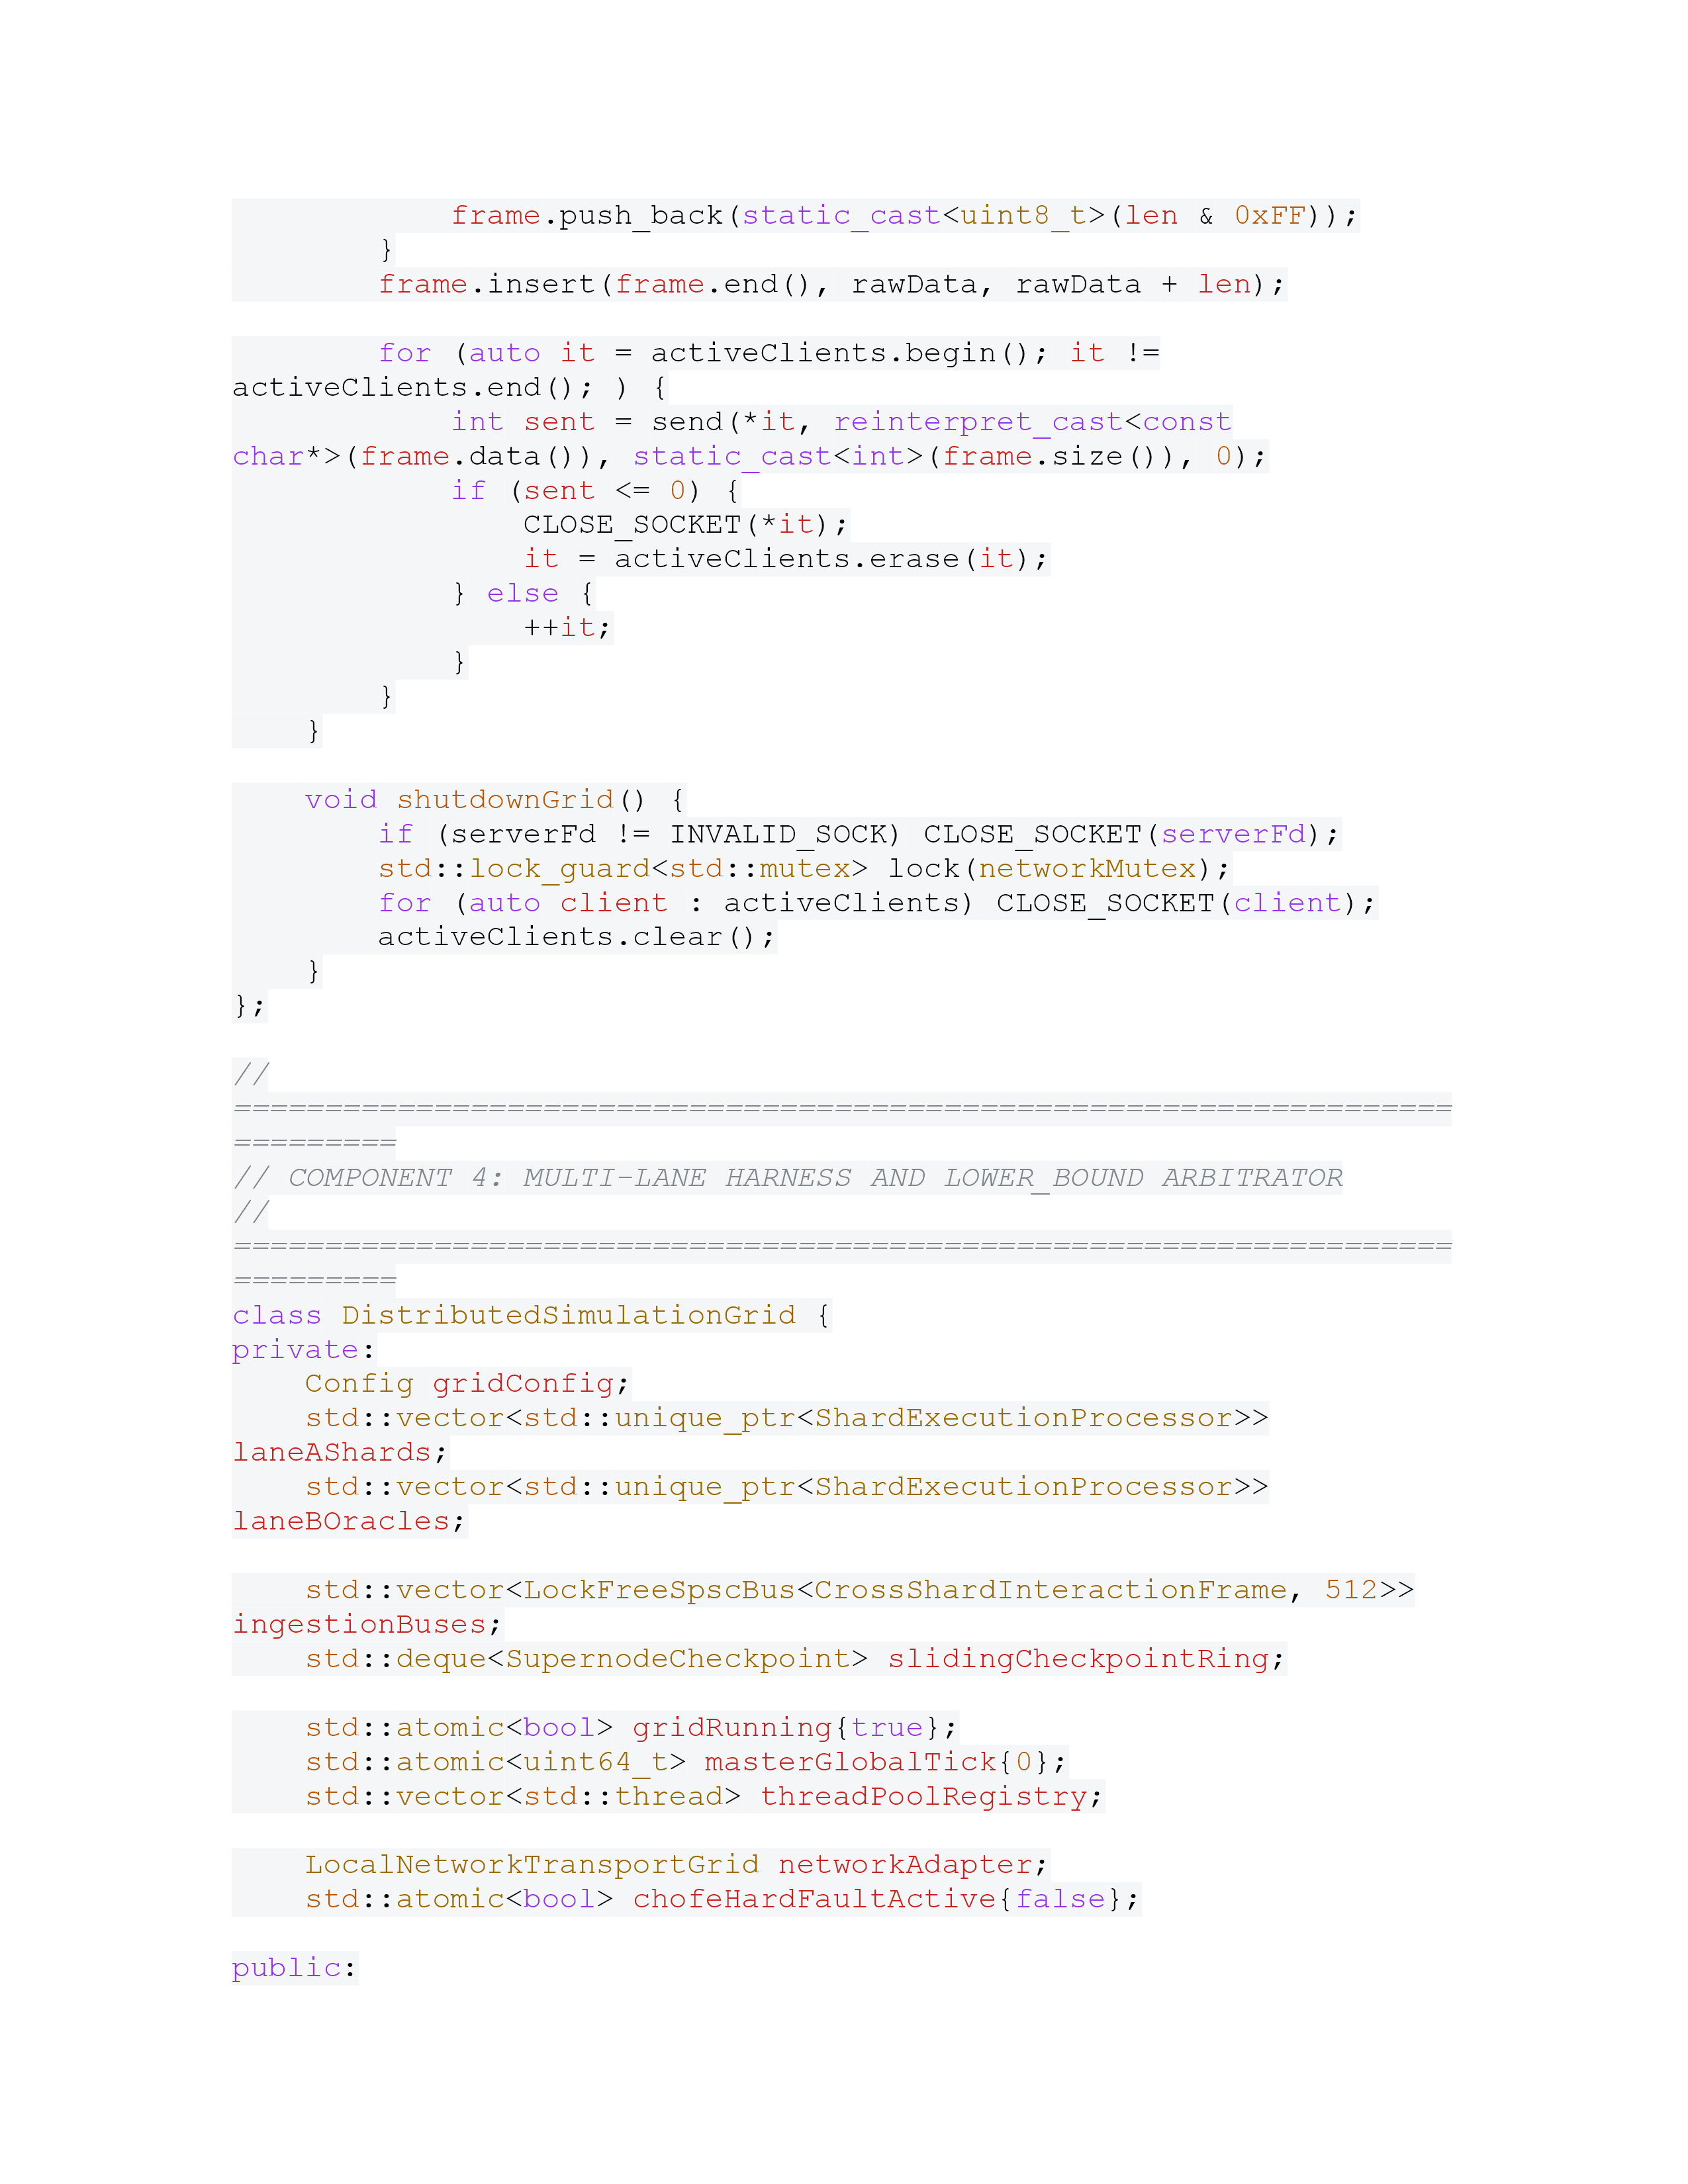 frame.push_back(static_cast<uint8_t>(len & 0xFF));
        }
        frame.insert(frame.end(), rawData, rawData + len);

        for (auto it = activeClients.begin(); it !=
activeClients.end(); ) {
            int sent = send(*it, reinterpret_cast<const
char*>(frame.data()), static_cast<int>(frame.size()), 0);
            if (sent <= 0) {
                CLOSE_SOCKET(*it);
                it = activeClients.erase(it);
            } else {
                ++it;
            }
        }
    }

    void shutdownGrid() {
        if (serverFd != INVALID_SOCK) CLOSE_SOCKET(serverFd);
        std::lock_guard<std::mutex> lock(networkMutex);
        for (auto client : activeClients) CLOSE_SOCKET(client);
        activeClients.clear();
    }
};

//
===================================================================
=========
// COMPONENT 4: MULTI-LANE HARNESS AND LOWER_BOUND ARBITRATOR
//
===================================================================
=========
class DistributedSimulationGrid {
private:
    Config gridConfig;
    std::vector<std::unique_ptr<ShardExecutionProcessor>>
laneAShards;
    std::vector<std::unique_ptr<ShardExecutionProcessor>>
laneBOracles;

    std::vector<LockFreeSpscBus<CrossShardInteractionFrame, 512>>
ingestionBuses;
    std::deque<SupernodeCheckpoint> slidingCheckpointRing;

    std::atomic<bool> gridRunning{true};
    std::atomic<uint64_t> masterGlobalTick{0};
    std::vector<std::thread> threadPoolRegistry;

    LocalNetworkTransportGrid networkAdapter;
    std::atomic<bool> chofeHardFaultActive{false};

public: